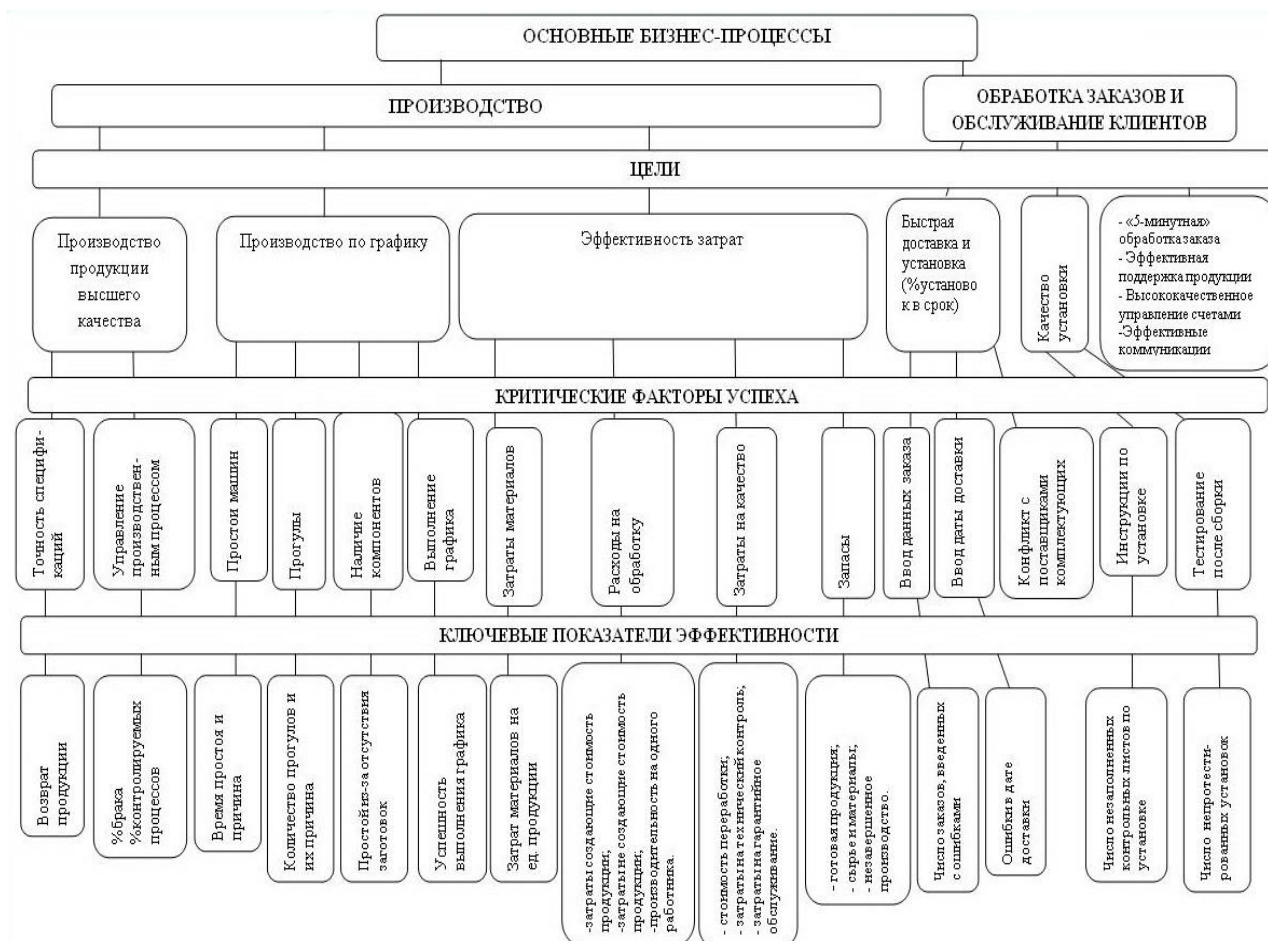 ОСНОВНЫЕ БИЗНЕС-ПРОЦЕССЫ
ПРОИЗВОДСТВО
ОБРАБОТКА ЗАКАЗОВ И
ОБСЛУЖИВАНИЕ КЛИЕНТОВ
ЦЕЛИ
Производство
продукции
высшего
качества
Производство по графику
Эффективность затрат
Быстрая
доставка и
установка
(%установо
к в срок)
Качество
установки
- «5-минутная»
обработка заказа
- Эффективная
поддержка продукции
- Высококачественное
управление счетами
-Эффективные
коммуникации
КРИТИЧЕСКИЕ ФАКТОРЫ УСПЕХА
Точность специфи-
каций
Управление
производствен-
ным процессом
Простои машин
Прогулы
Наличие
компонентов
Выполнение
графика
Затраты материалов
Расходы на
обработку
Затраты на качество
Запасы
Ввод данных заказа
Ввод даты доставки
Конфликт с
поставщиками
комплектующих
Инструкции по
установке
Тестирование
после сборки
КЛЮЧЕВЫЕ ПОКАЗАТЕЛИ ЭФФЕКТИВНОСТИ
Возврат
продукции
%брака
%контролируемых
процессов
Время простоя и
причина
Количество прогулов и
их причина
Простой из-за отсутствия
заготовок
Успешность
выполнения графика
Затрат материалов на
ед. продукции
-затраты создающие стоимость
продукции;
-затраты не создающие стоимость
продукции;
-производительность на одного
работника.
- стоимость переработки;
- затраты на технический контроль;
- затраты на гарантийное
обслуживание.
- готовая продукция;
- сырье и материалы;
- незавершенное
производство.
Число заказов, введенных
с ошибками
Ошибки в дате
доставки
Число незаполненных
контрольных листов по
установке
Число непротести-
рованных установок